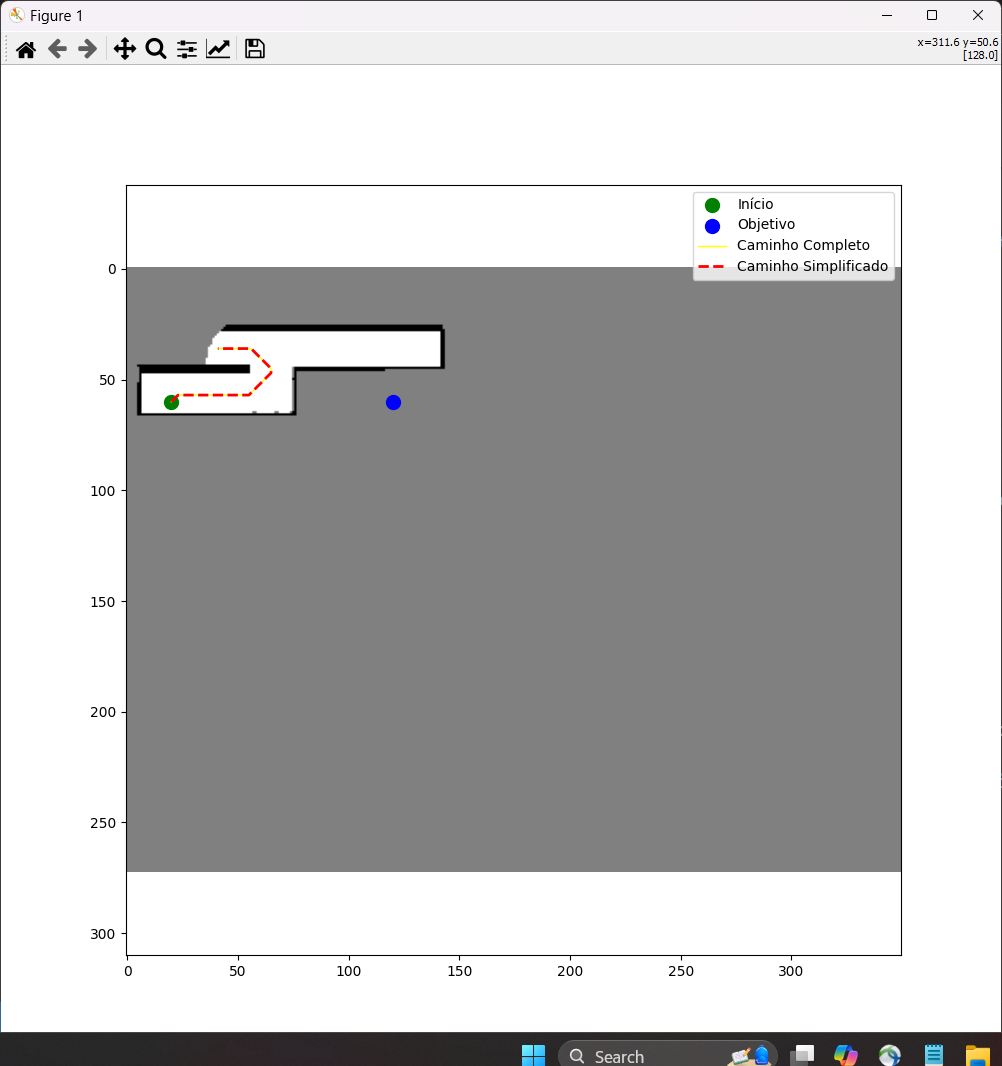 Figure 1
x=311.6 y=50.6
[128.0]
Início
Objetivo
Caminho Completo
Caminho Simplificado
0
50
100
150
200
250
300
0 50 100 150 200 250 300
Search